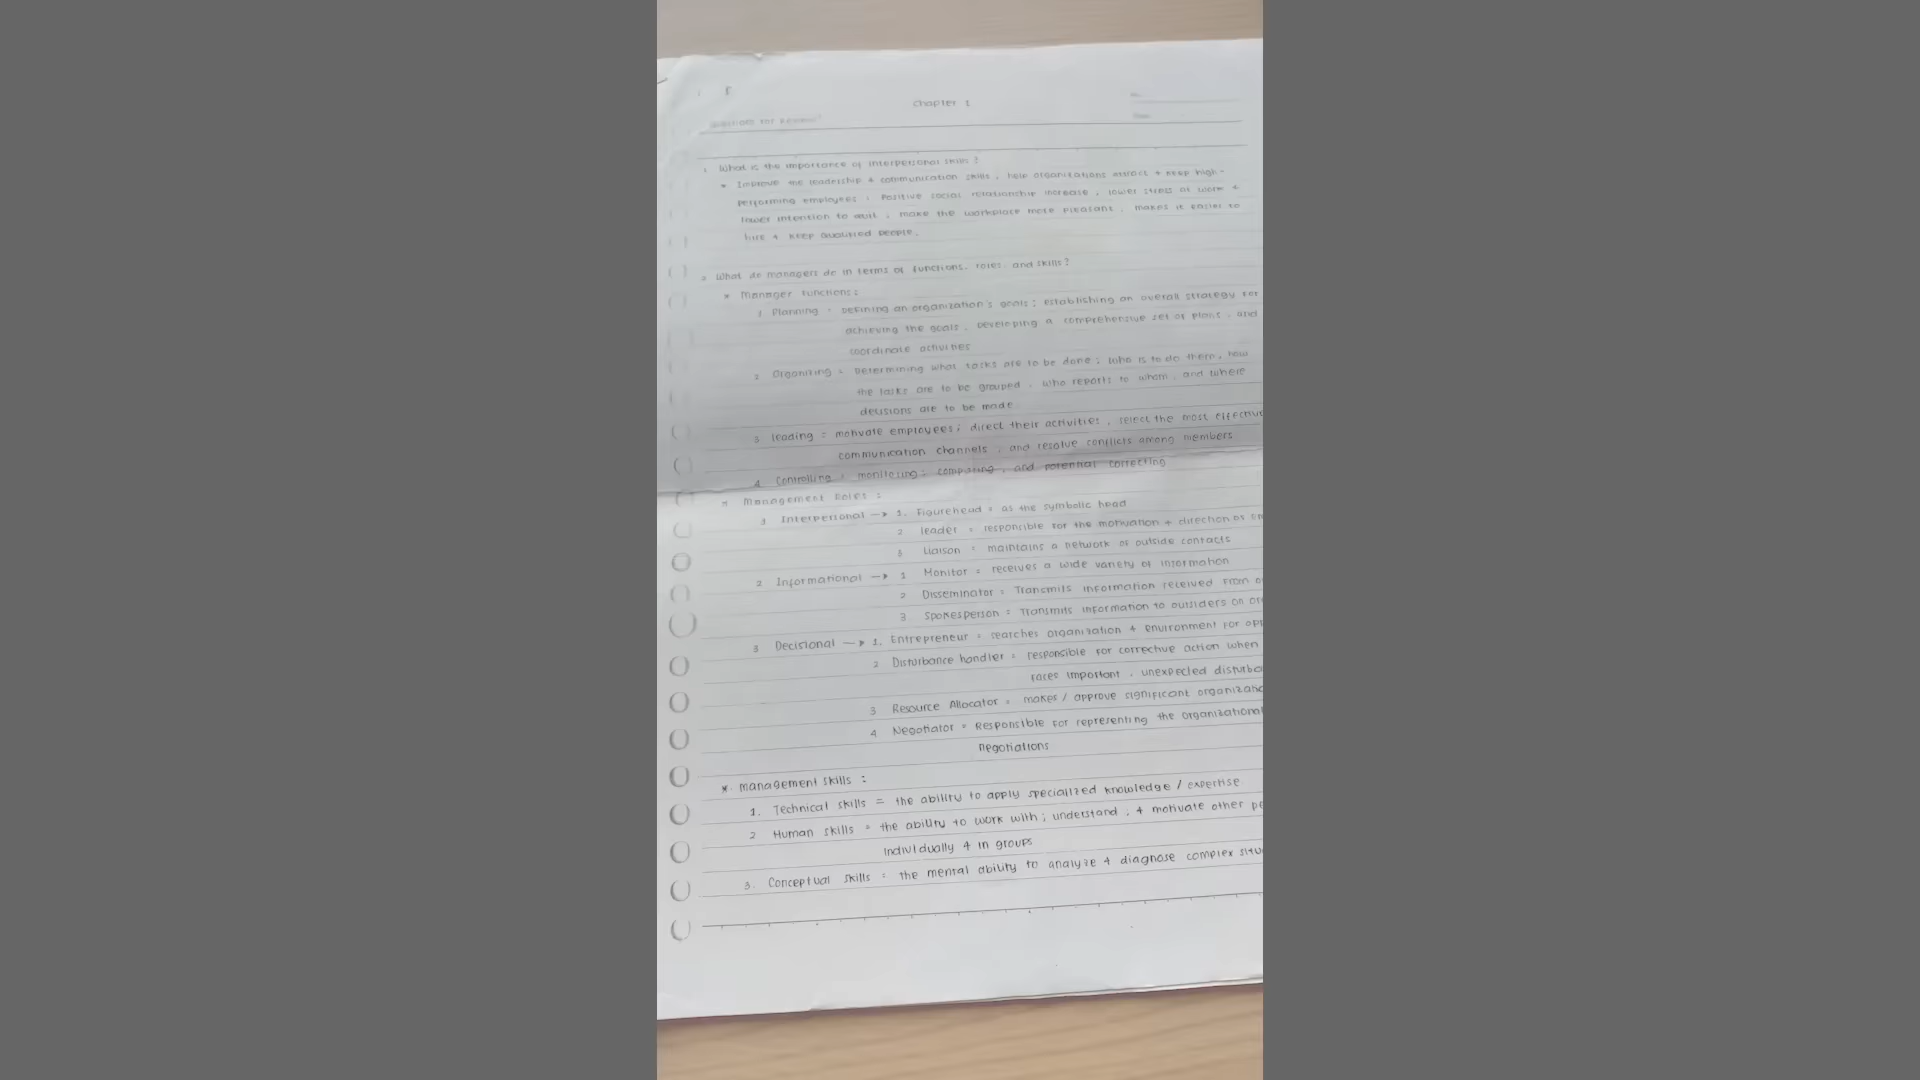 Chapter 1
Questions for Review:
1 What is the importance of interpersonal skills?
* Improve the leadership + communication skills, help organizations attract + keep high-
performing employees. Positive social relationship increase, lower stress at work +
lower intention to quit, make the workplace more pleasant, makes it easier to
hire + keep qualified people.
2 What do managers do in terms of functions, roles and skills?
* Manager functions:
1 Planning = Defining an organization's goals; establishing an overall strategy for
achieving the goals, Developing a comprehensive set of plans, and
coordinate activities
2 Organizing = Determining what tasks are to be done; who is to do them, how
the tasks are to be grouped, who reports to whom, and where
decisions are to be made
3 leading = motivate employees; direct their activities, select the most effective
communication channels, and resolve conflicts among members
4 Controlling = monitoring; comparing, and potential correcting
* Management Roles:
1 Interpersonal → 1. Figurehead = as the symbolic head
2 leader = responsible for the motivation + direction of
3 Liaison = maintains a network of outside contacts
2 Informational → 1 Monitor = receives a wide variety of information
2 Disseminator = Transmits information received from
3 Spokesperson = Transmits information to outsiders on
3 Decisional → 1. Entrepreneur = searches organization + environment for
2 Disturbance handler = responsible for corrective action when
faces important, unexpected
3 Resource Allocator = makes / approve significant
4 Negotiator = Responsible for representing the organizational
negotiations
* management skills:
1. Technical skills = the ability to apply specialized knowledge / expertise
2 Human skills = the ability to work with; understand; + motivate other
individually + in groups
3. Conceptual skills = the mental ability to analyze + diagnose complex